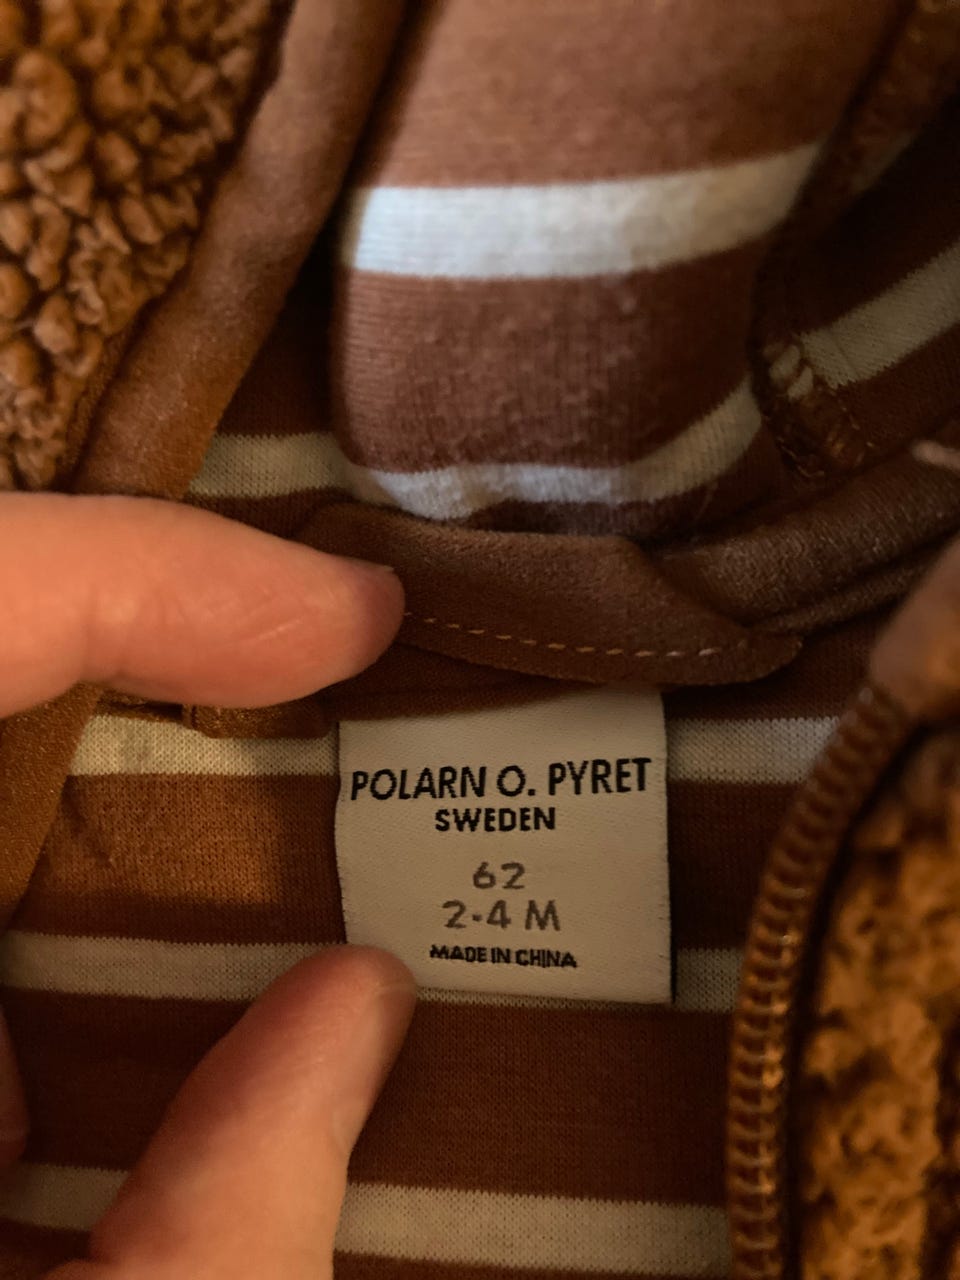 POLARN O. PYRET
SWEDEN
62
2-4 M
MADE IN CHINA